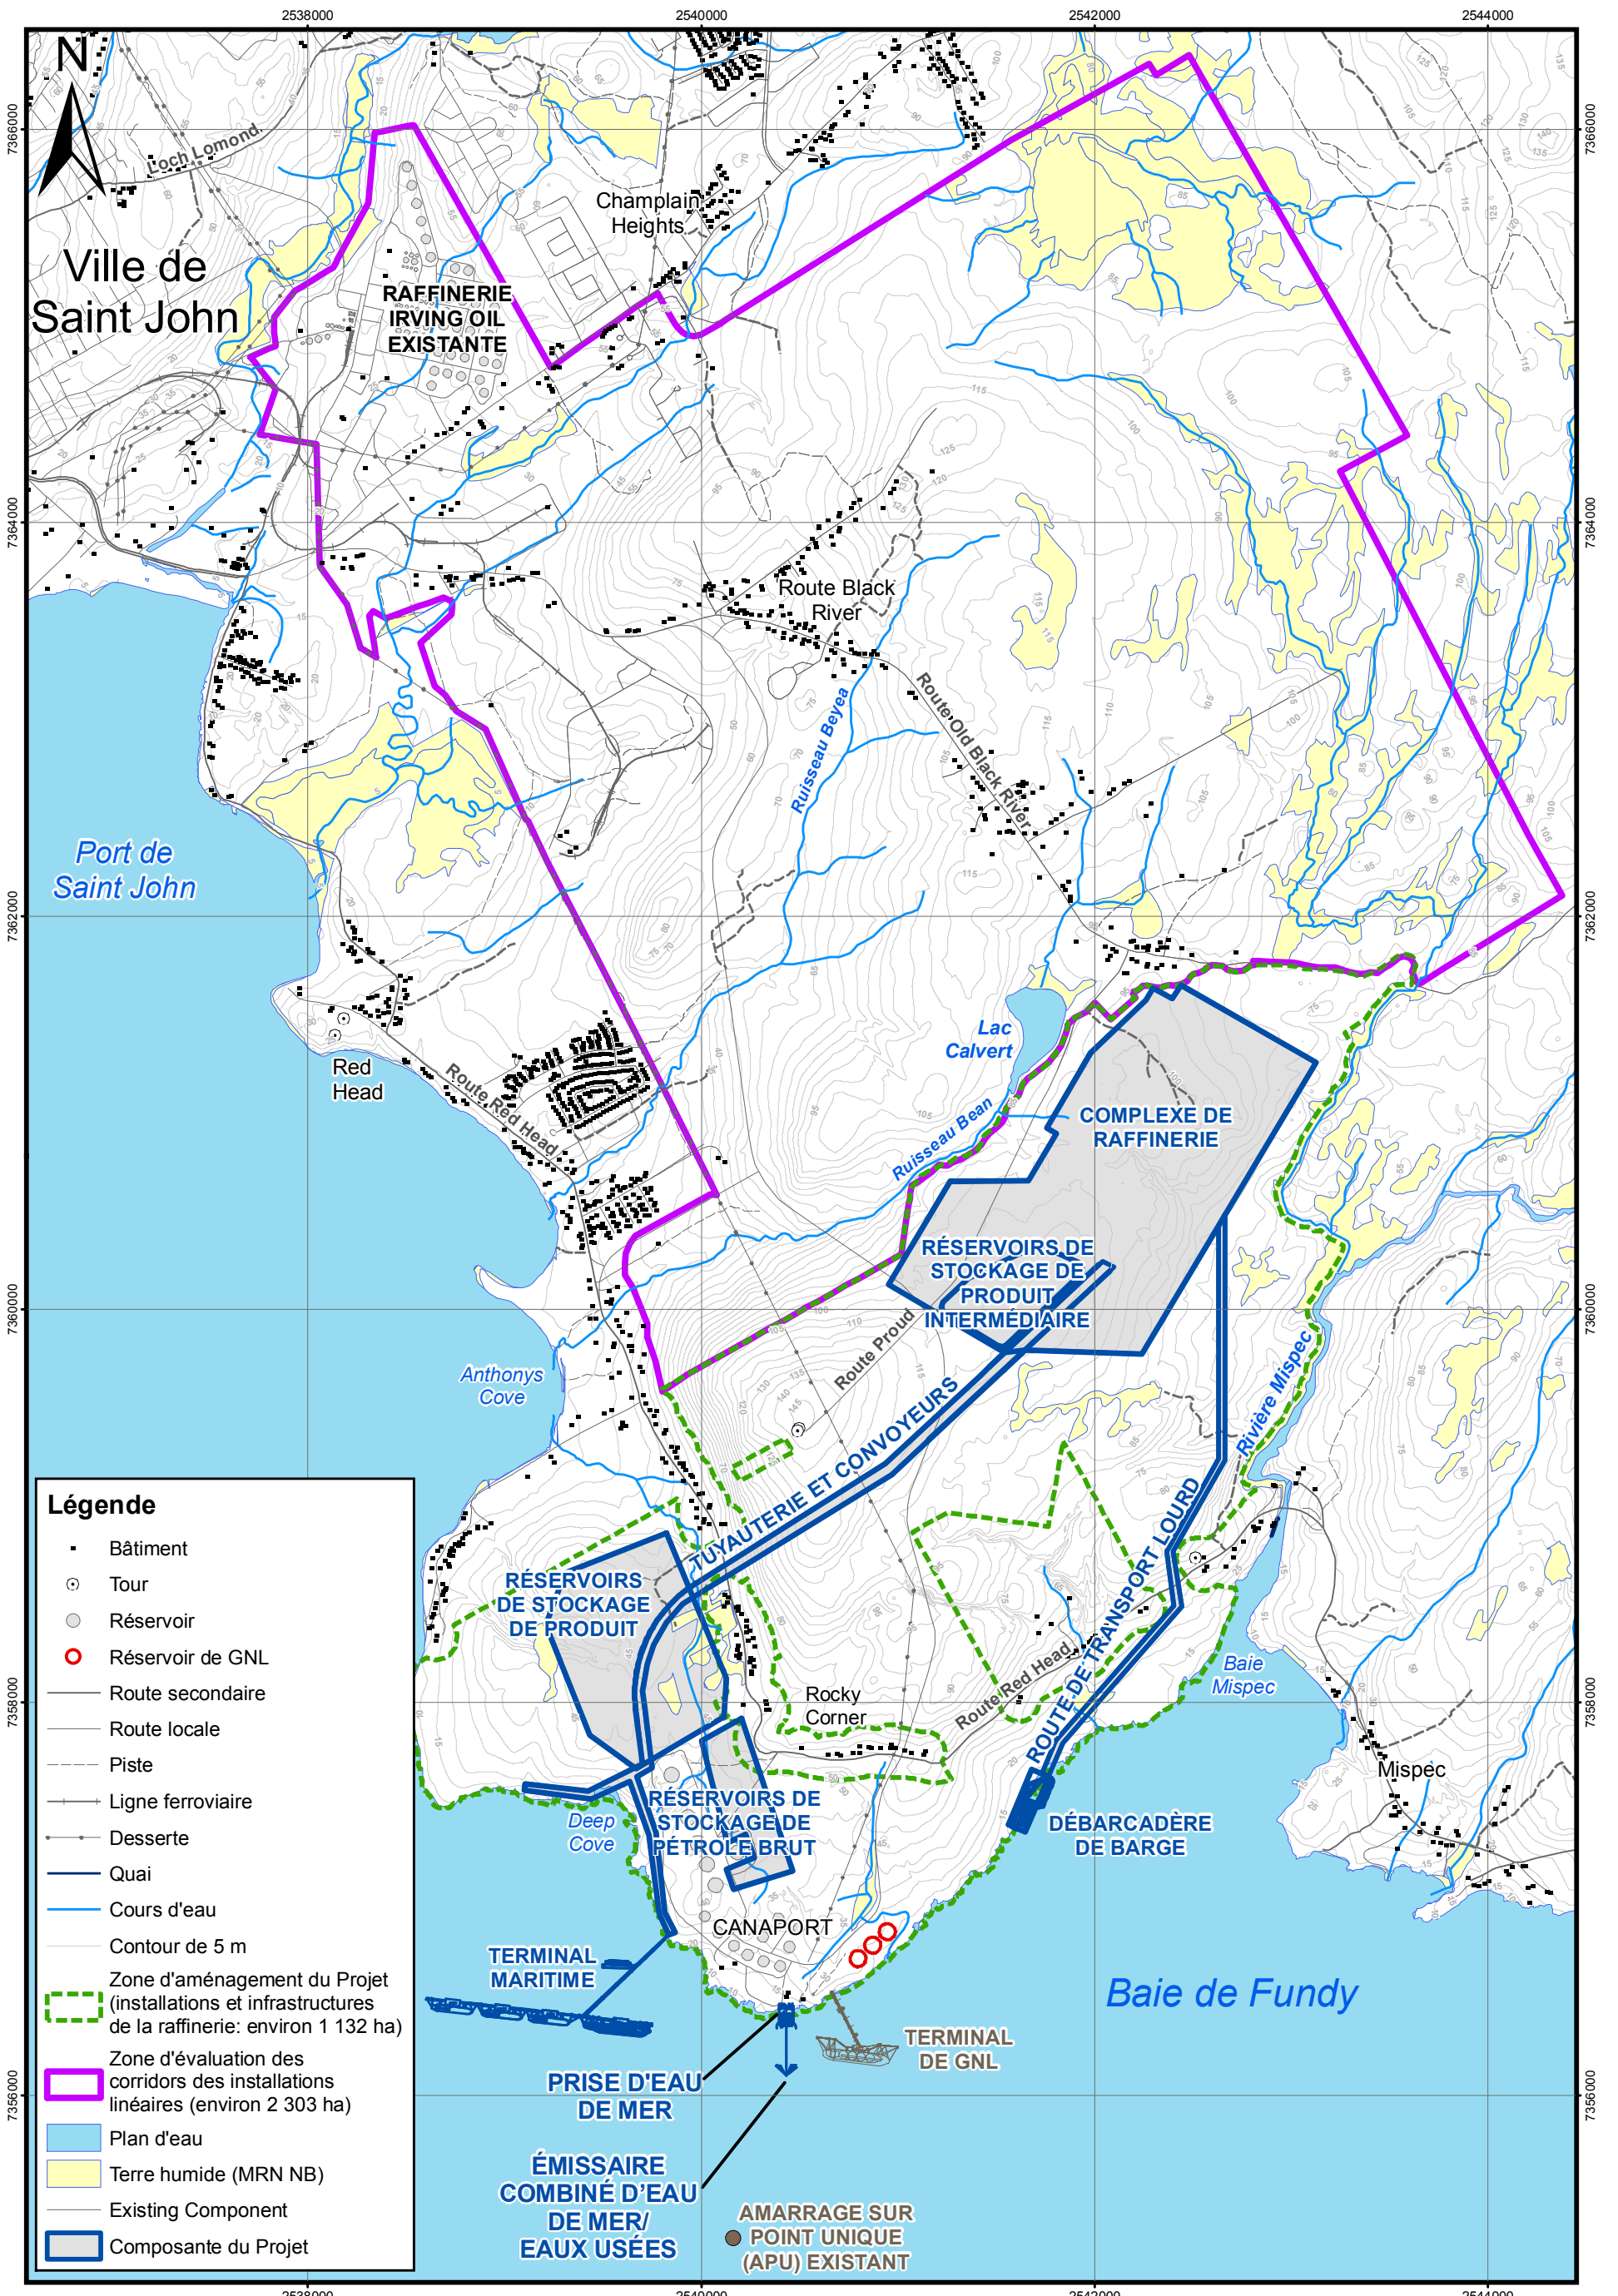 2538000
2540000
2542000
2544000
7366000
7364000
7362000
7360000
7358000
7356000
7366000
7364000
7362000
7360000
7358000
7356000
N
Loch Lomond
Ville de
Saint John
Champlain
Heights
RAFFINERIE
IRVING OIL
EXISTANTE
Route Black
River
Ruisseau Beyea
Route Old Black River
Port de
Saint John
Red
Head
Route Red Head
Lac
Calvert
Ruisseau Bean
COMPLEXE DE
RAFFINERIE
RÉSERVOIRS DE
STOCKAGE DE
PRODUIT
INTERMÉDIAIRE
Route Proud
Anthonys
Cove
Rivière Mispec
TUYAUTERIE ET CONVOYEURS
ROUTE DE TRANSPORT LOURD
RÉSERVOIRS
DE STOCKAGE
DE PRODUIT
Rocky
Corner
Route Red Head
Baie
Mispec
Mispec
RÉSERVOIRS DE
STOCKAGE DE
PÉTROLE BRUT
Deep
Cove
DÉBARCADÈRE
DE BARGE
CANAPORT
TERMINAL
MARITIME
Baie de Fundy
TERMINAL
DE GNL
PRISE D'EAU
DE MER
ÉMISSAIRE
COMBINÉ D'EAU
DE MER/
EAUX USÉES
AMARRAGE SUR
POINT UNIQUE
(APU) EXISTANT
Légende
Bâtiment
Tour
Réservoir
Réservoir de GNL
Route secondaire
Route locale
Piste
Ligne ferroviaire
Desserte
Quai
Cours d'eau
Contour de 5 m
Zone d'aménagement du Projet
(installations et infrastructures
de la raffinerie: environ 1 132 ha)
Zone d'évaluation des
corridors des installations
linéaires (environ 2 303 ha)
Plan d'eau
Terre humide (MRN NB)
Existing Component
Composante du Projet